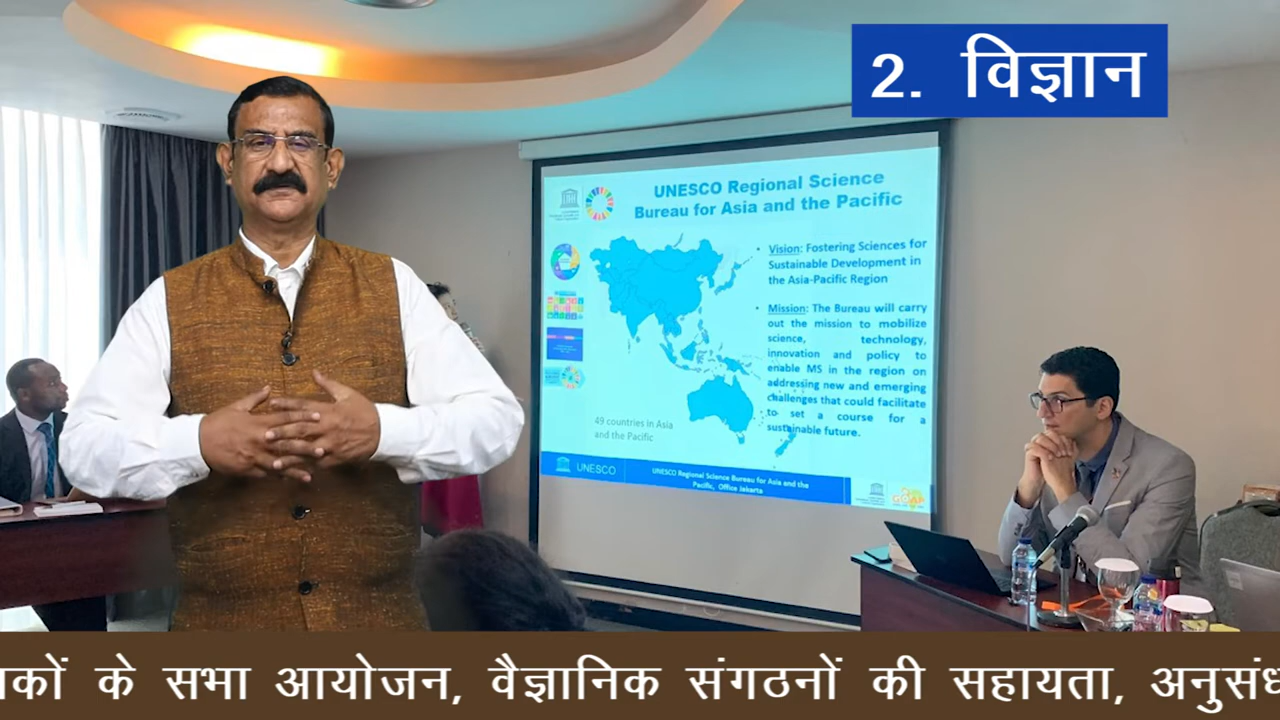 2. विज्ञान
UNESCO Regional Science
Bureau for Asia and the Pacific
• Vision: Fostering Sciences for
Sustainable Development in
the Asia-Pacific Region
• Mission: The Bureau will carry
out the mission to mobilize
science, technology,
innovation and policy to
enable MS in the region on
addressing new and emerging
challenges that could facilitate
to set a course for a
sustainable future.
49 countries in Asia
and the Pacific
UNESCO
UNESCO Regional Science Bureau for Asia and the
Pacific, Office Jakarta
के सभा आयोजन, वैज्ञानिक संगठनों की सहायता,